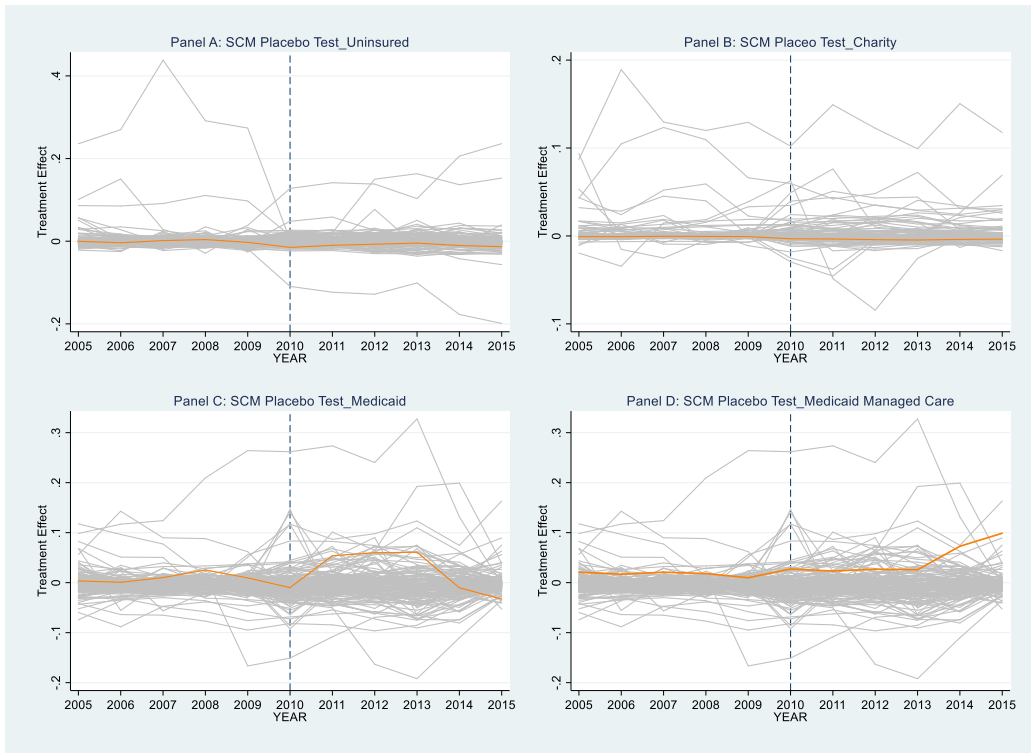 Panel A: SCM Placebo Test_Uninsured
Treatment Effect
.4
.2
0
-.2
2005 2006 2007 2008 2009 2010 2011 2012 2013 2014 2015
YEAR
Panel B: SCM Placeo Test_Charity
Treatment Effect
.2
.1
0
-.1
2005 2006 2007 2008 2009 2010 2011 2012 2013 2014 2015
YEAR
Panel C: SCM Placebo Test_Medicaid
Treatment Effect
.3
.2
.1
0
-.1
-.2
2005 2006 2007 2008 2009 2010 2011 2012 2013 2014 2015
YEAR
Panel D: SCM Placebo Test_Medicaid Managed Care
Treatment Effect
.3
.2
.1
0
-.1
-.2
2005 2006 2007 2008 2009 2010 2011 2012 2013 2014 2015
YEAR